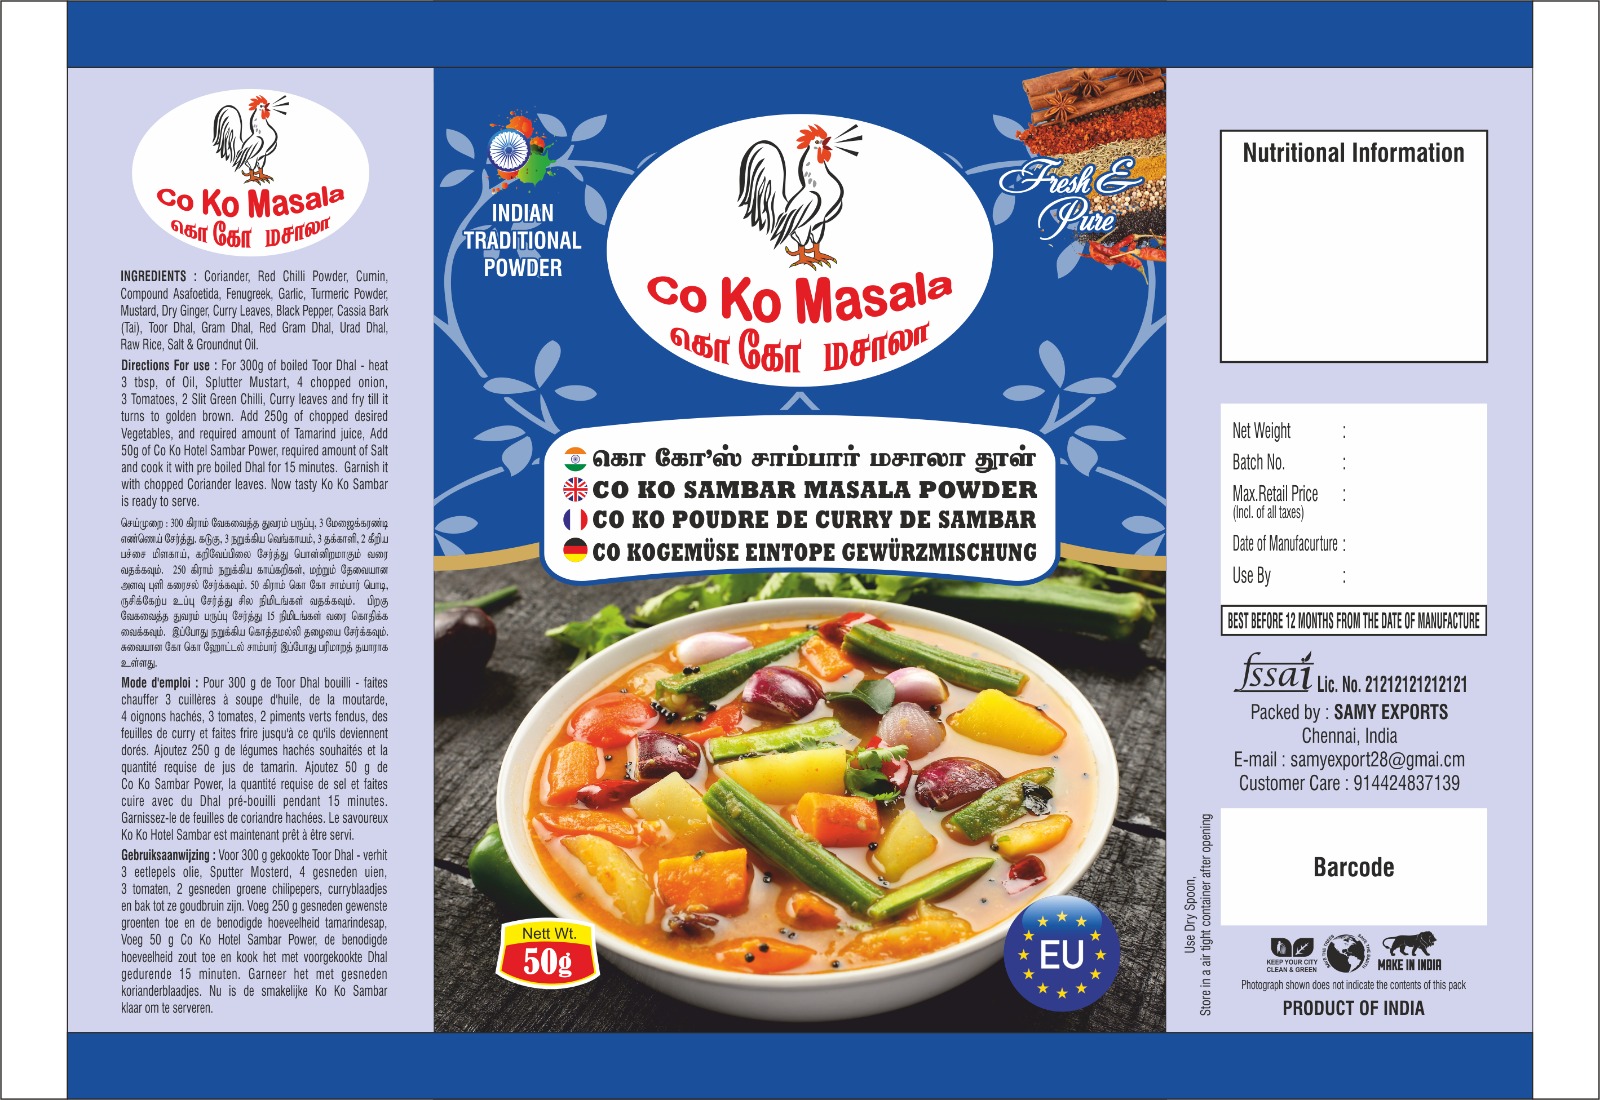 Co Ko Masala
கொ கோ மசாலா
INGREDIENTS : Coriander, Red Chilli Powder, Cumin,
Compound Asafoetida, Fenugreek, Garlic, Turmeric Powder,
Mustard, Dry Ginger, Curry Leaves, Black Pepper, Cassia Bark
(Tai), Toor Dhal, Gram Dhal, Red Gram Dhal, Urad Dhal,
Raw Rice, Salt & Groundnut Oil.
Directions For use : For 300g of boiled Toor Dhal - heat
3 tbsp, of Oil, Splutter Mustart, 4 chopped onion,
3 Tomatoes, 2 Slit Green Chilli, Curry leaves and fry till it
turns to golden brown. Add 250g of chopped desired
Vegetables, and required amount of Tamarind juice, Add
50g of Co Ko Hotel Sambar Power, required amount of Salt
and cook it with pre boiled Dhal for 15 minutes. Garnish it
with chopped Coriander leaves. Now tasty Ko Ko Sambar
is ready to serve.
செய்முறை : 300 கிராம் வேகவைத்த துவரம் பருப்பு, 3 மேஜைக்கரண்டி
எண்ணெய் சேர்த்து, கடுகு, 3 நறுக்கிய வெங்காயம், 3 தக்காளி, 2 கீறிய
பச்சை மிளகாய், கறிவேப்பிலை சேர்த்து பொன்னிறமாகும் வரை
வதக்கவும். 250 கிராம் நறுக்கிய காய்கறிகள், மற்றும் தேவையான
அளவு புளி கரைசல் சேர்க்கவும். 50 கிராம் கொ கோ சாம்பார் பொடி,
ருசிக்கேற்ப உப்பு சேர்த்து சில நிமிடங்கள் வதக்கவும். பிறகு
வேகவைத்த துவரம் பருப்பு சேர்த்து 15 நிமிடங்கள் வரை கொதிக்க
வைக்கவும். இப்போது நறுக்கிய கொத்தமல்லி தழையை சேர்க்கவும்.
சுவையான கோ கொ ஹோட்டல் சாம்பார் இப்போது பரிமாறத் தயாராக
உள்ளது.
Mode d'emploi : Pour 300 g de Toor Dhal bouilli - faites
chauffer 3 cuillères à soupe d'huile, de la moutarde,
4 oignons hachés, 3 tomates, 2 piments verts fendus, des
feuilles de curry et faites frire jusqu'à ce qu'ils deviennent
dorés. Ajoutez 250 g de légumes hachés souhaités et la
quantité requise de jus de tamarin. Ajoutez 50 g de
Co Ko Sambar Power, la quantité requise de sel et faites
cuire avec du Dhal pré-bouilli pendant 15 minutes.
Garnissez-le de feuilles de coriandre hachées. Le savoureux
Ko Ko Hotel Sambar est maintenant prêt à être servi.
Gebruiksaanwijzing : Voor 300 g gekookte Toor Dhal - verhit
3 eetlepels olie, Sputter Mosterd, 4 gesneden uien,
3 tomaten, 2 gesneden groene chilipepers, curryblaadjes
en bak tot ze goudbruin zijn. Voeg 250 g gesneden gewenste
groenten toe en de benodigde hoeveelheid tamarindesap,
Voeg 50 g Co Ko Hotel Sambar Power, de benodigde
hoeveelheid zout toe en kook het met voorgekookte Dhal
gedurende 15 minuten. Garneer het met gesneden
korianderblaadjes. Nu is de smakelijke Ko Ko Sambar
klaar om te serveren.
INDIAN
TRADITIONAL
POWDER
Fresh &
Pure
Co Ko Masala
கொ கோ மசாலா
கொ கோ'ஸ் சாம்பார் மசாலா தூள்
CO KO SAMBAR MASALA POWDER
CO KO POUDRE DE CURRY DE SAMBAR
CO KOGEMÜSE EINTOPE GEWÜRZMISCHUNG
Nett Wt.
50g
EU
Nutritional Information
Net Weight :
Batch No. :
Max.Retail Price :
(Incl. of all taxes)
Date of Manufacurture :
Use By :
BEST BEFORE 12 MONTHS FROM THE DATE OF MANUFACTURE
fssai Lic. No. 21212121212121
Packed by : SAMY EXPORTS
Chennai, India
E-mail : samyexport28@gmai.cm
Customer Care : 914424837139
Use Dry Spoon,
Store in a air tight container after opening
Barcode
KEEP YOUR CITY
CLEAN & GREEN
MAKE IN INDIA
Photograph shown does not indicate the contents of this pack
PRODUCT OF INDIA